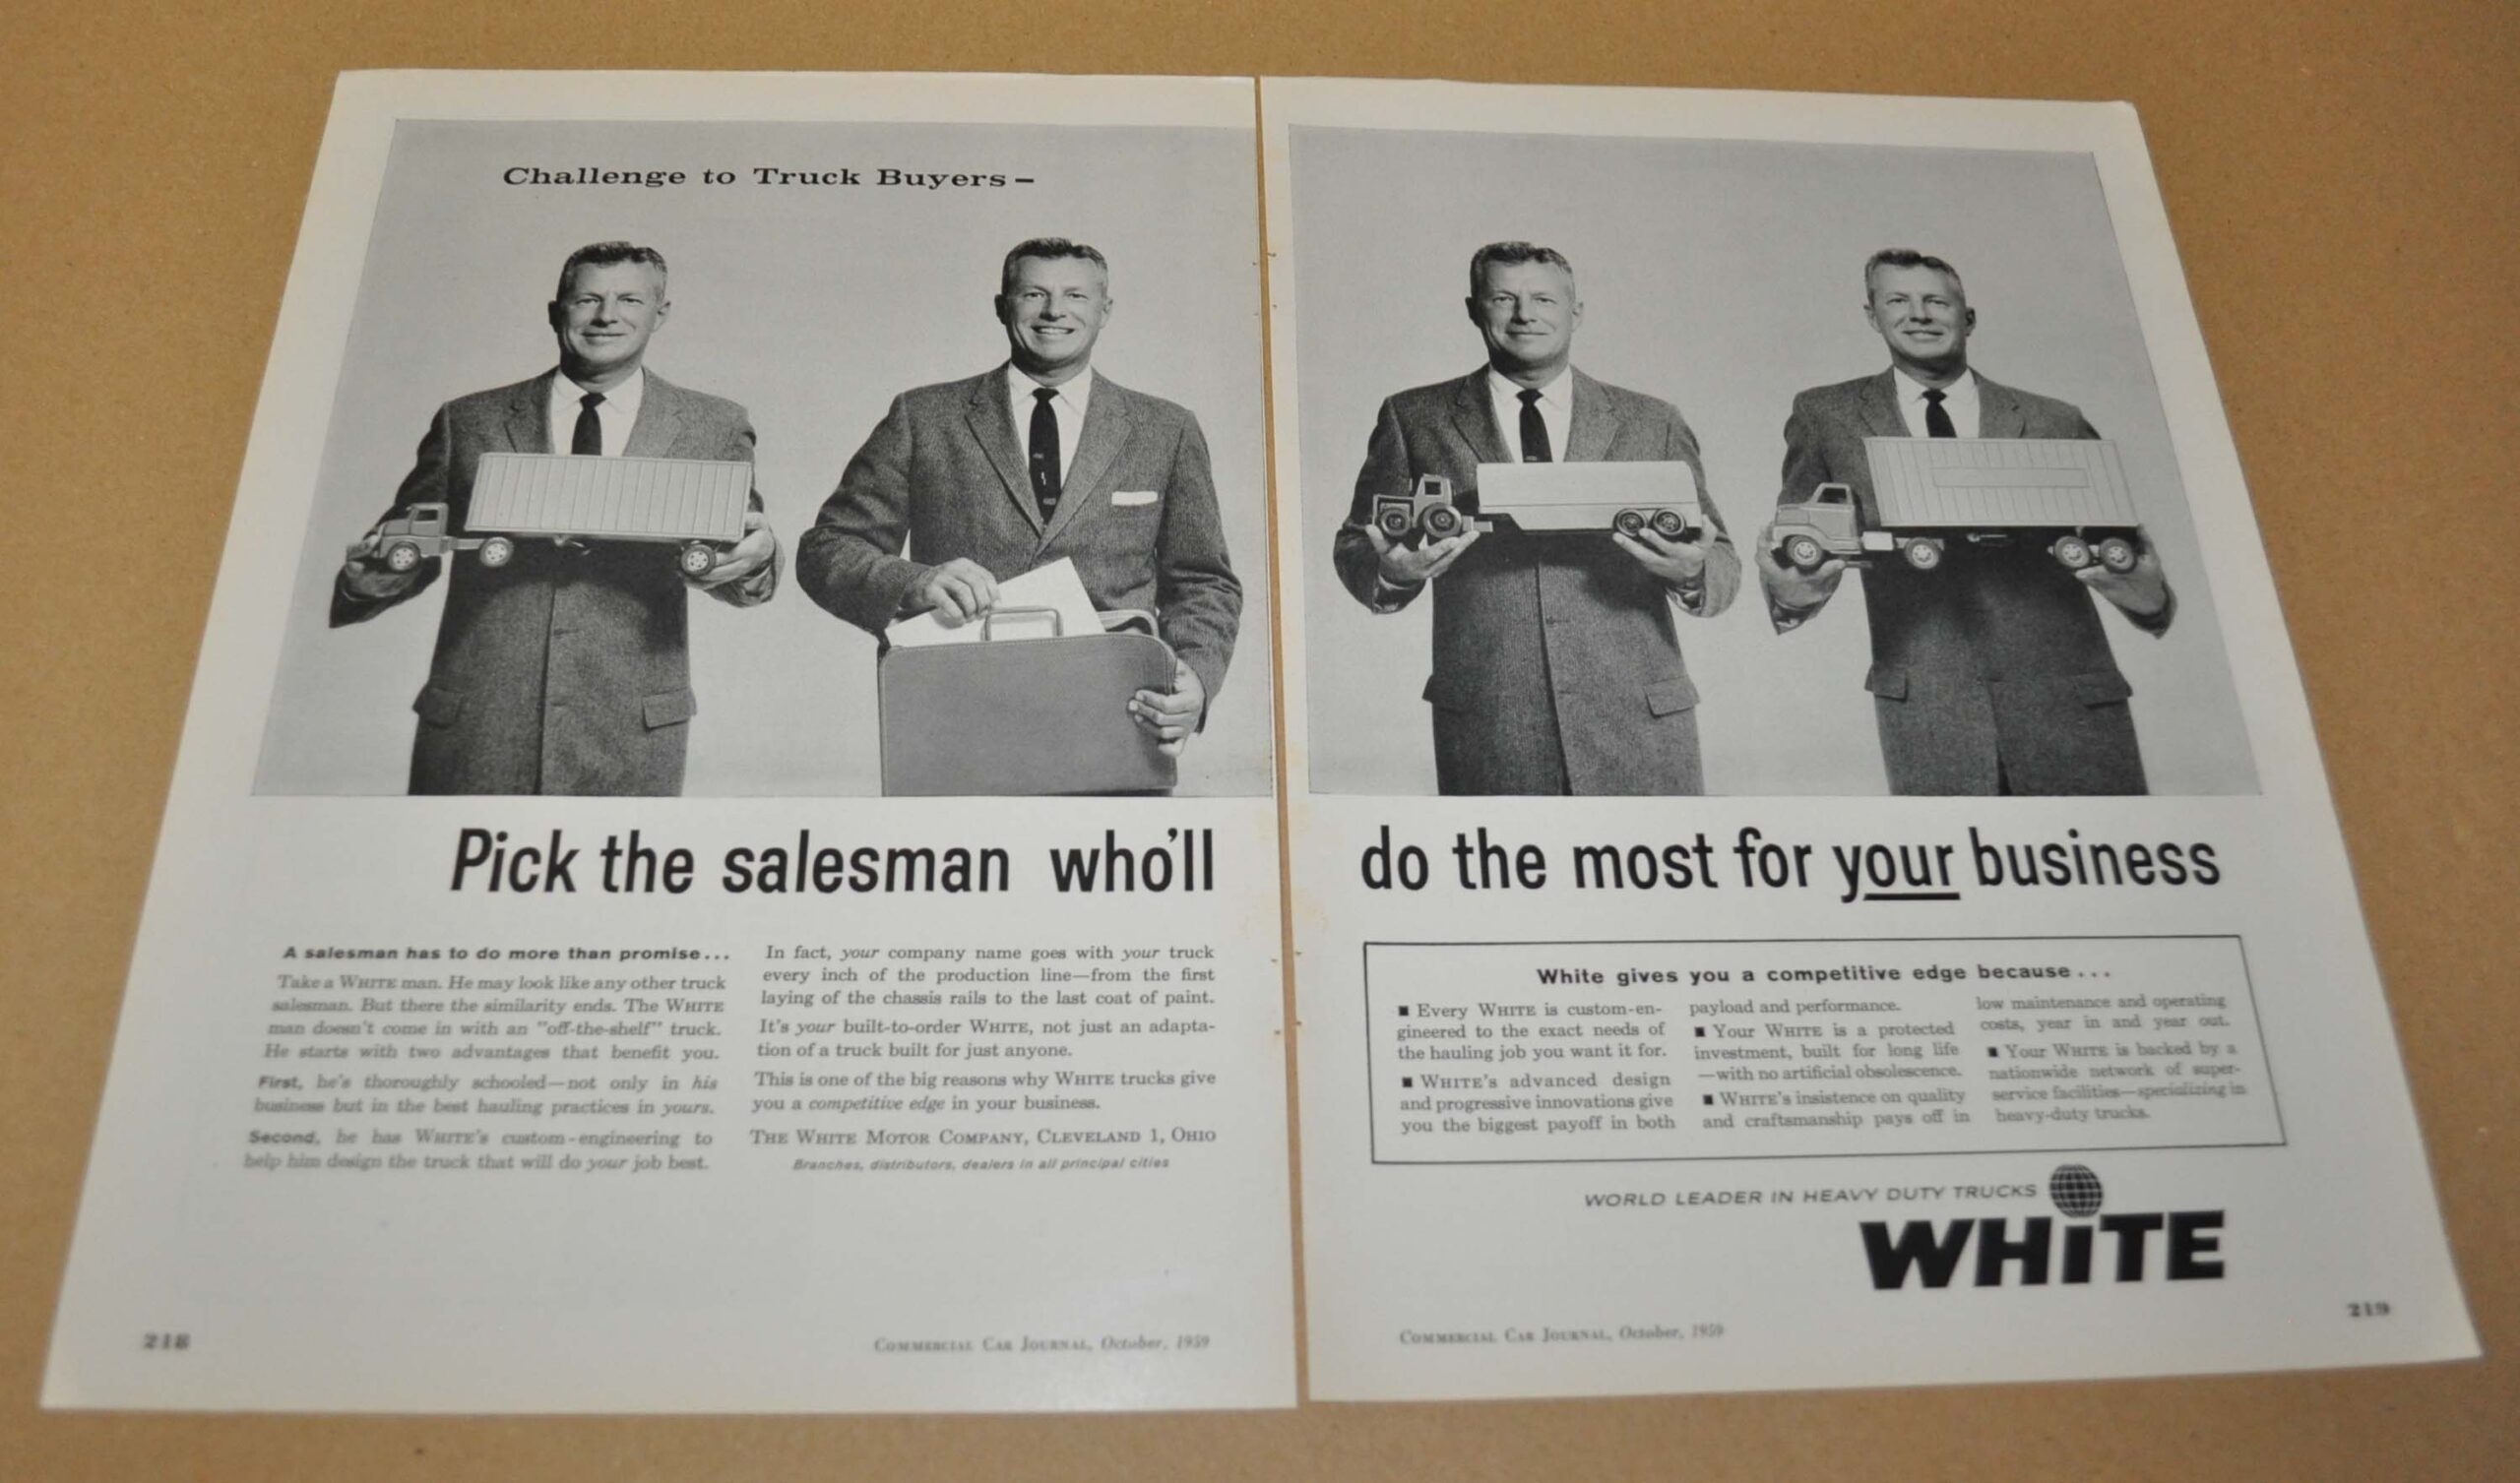 Challenge to Truck Buyers –
Pick the salesman who'll
do the most for your business
A salesman has to do more than promise...
Take a WHITE man. He may look like any other truck
salesman. But there the similarity ends. The WHITE
man doesn't come in with an "off-the-shelf" truck.
He starts with two advantages that benefit you.
First, he's thoroughly schooled—not only in his
business but in the best hauling practices in yours.
Second, he has WHITE's custom-engineering to
help him design the truck that will do your job best.
In fact, your company name goes with your truck
every inch of the production line—from the first
laying of the chassis rails to the last coat of paint.
It's your built-to-order WHITE, not just an adapta-
tion of a truck built for just anyone.
This is one of the big reasons why WHITE trucks give
you a competitive edge in your business.
THE WHITE MOTOR COMPANY, CLEVELAND 1, OHIO
Branches, distributors, dealers in all principal cities
218
COMMERCIAL CAR JOURNAL, October, 1959
White gives you a competitive edge because...
■ Every WHITE is custom-en-
gineered to the exact needs of
the hauling job you want it for.
■ WHITE'S advanced design
and progressive innovations give
you the biggest payoff in both
payload and performance.
■ Your WHITE is a protected
investment, built for long life
—with no artificial obsolescence.
■ WHITE's insistence on quality
and craftsmanship pays off in
low maintenance and operating
costs, year in and year out.
■ Your WHITE is backed by a
nationwide network of super-
service facilities—specializing in
heavy-duty trucks.
WORLD LEADER IN HEAVY DUTY TRUCKS
WHiTE
COMMERCIAL CAR JOURNAL, October, 1959
219